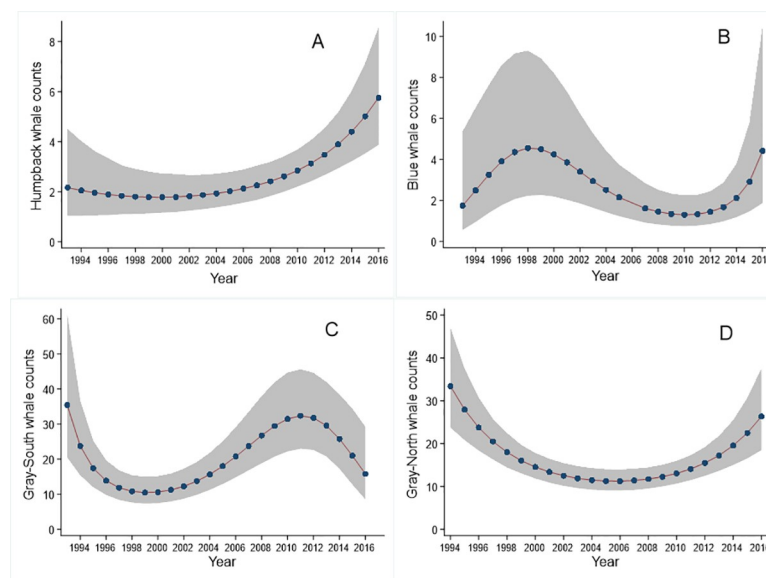 A
Humpback whale counts
8
6
4
2
0
1994 1996 1998 2000 2002 2004 2006 2008 2010 2012 2014 2016
Year
B
Blue whale counts
10
8
6
4
2
0
1994 1996 1998 2000 2002 2004 2006 2008 2010 2012 2014 201
Year
C
Gray-South whale counts
60
50
40
30
20
10
0
1994 1996 1998 2000 2002 2004 2006 2008 2010 2012 2014 2016
Year
D
Gray-North whale counts
50
40
30
20
10
0
1994 1996 1998 2000 2002 2004 2006 2008 2010 2012 2014 201
Year